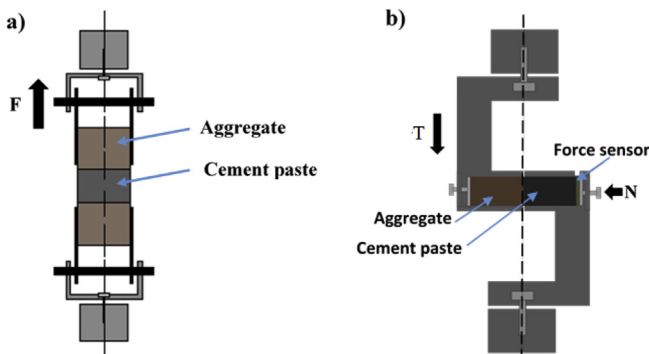 a)
F
Aggregate
Cement paste
b)
T
Force sensor
N
Aggregate
Cement paste